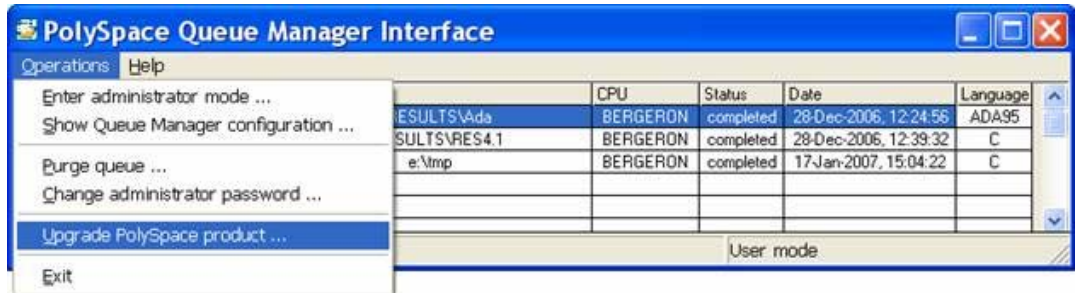 PolySpace Queue Manager Interface
Operations Help
Enter administrator mode ...
Show Queue Manager configuration ...
Purge queue ...
Change administrator password ...
Upgrade PolySpace product ...
Exit
CPU Status Date Language
ESULTS\Ada BERGERON completed 28-Dec-2006, 12:24:56 ADA95
SULTS\RES4.1 BERGERON completed 28-Dec-2006, 12:39:32 C
e:\tmp BERGERON completed 17-Jan-2007, 15:04:22 C
User mode